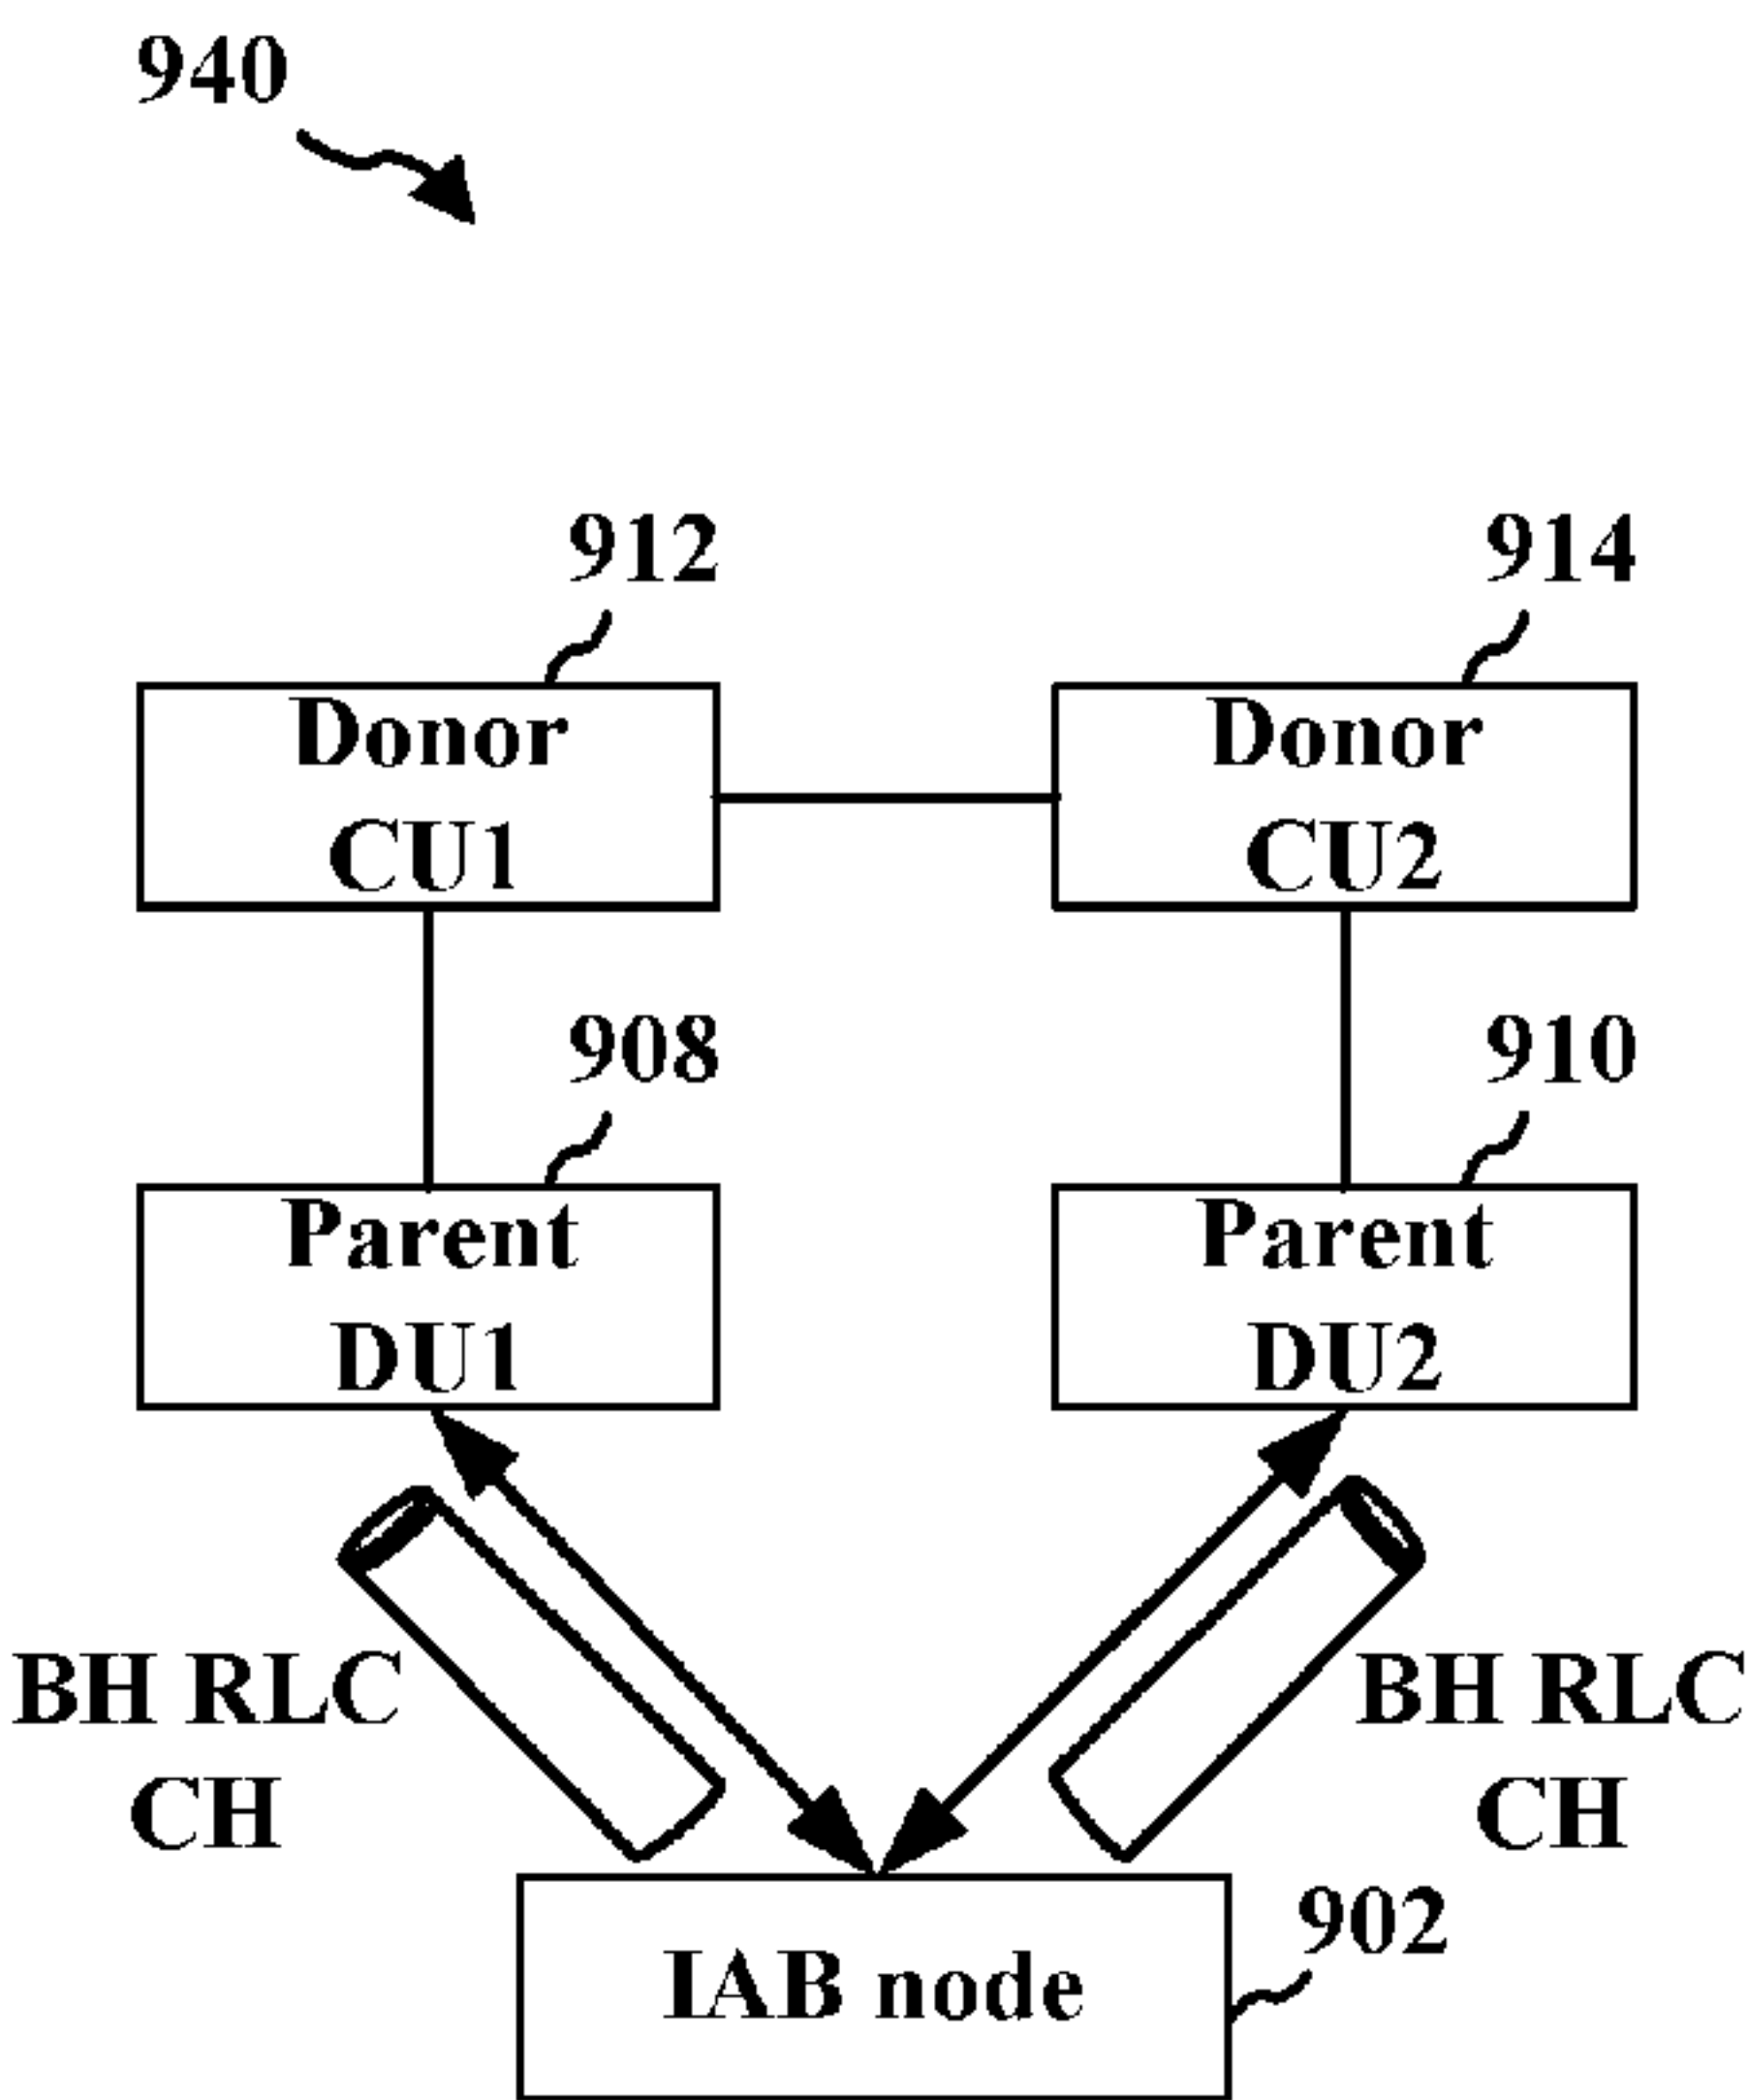 940
912
914
Donor
CU1
Donor
CU2
908
910
Parent
DU1
Parent
DU2
BH RLC
CH
BH RLC
CH
IAB node
902